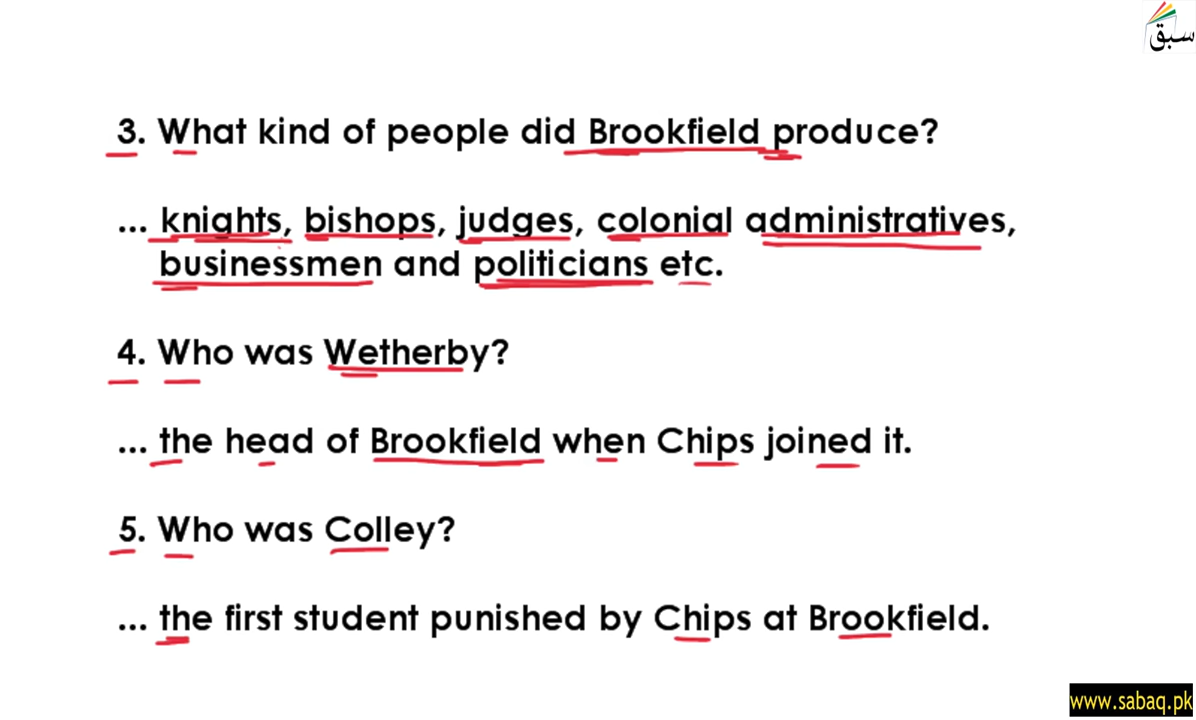 سبق
3. What kind of people did Brookfield produce?
... knights, bishops, judges, colonial administratives,
businessmen and politicians etc.
4. Who was Wetherby?
... the head of Brookfield when Chips joined it.
5. Who was Colley?
... the first student punished by Chips at Brookfield.
www.sabaq.pk